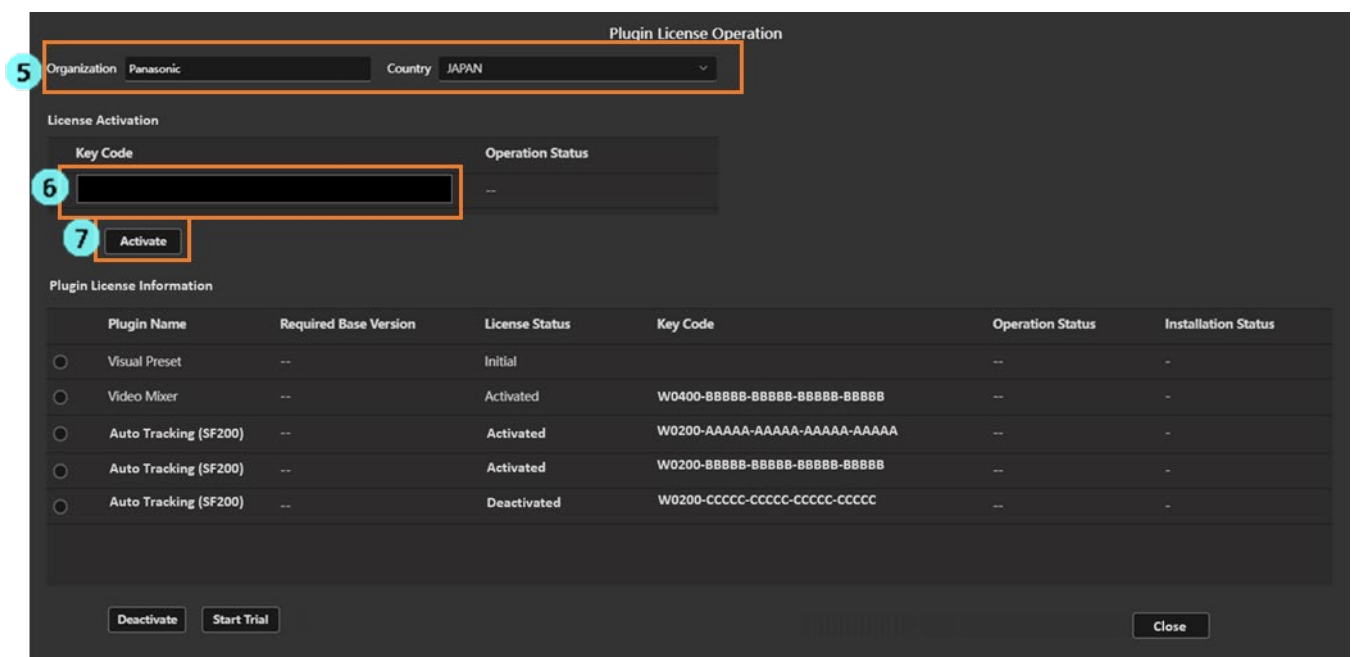 Plugin License Operation
5 Organization Panasonic Country JAPAN
License Activation
Key Code Operation Status
6 --
7 Activate
Plugin License Information
Plugin Name Required Base Version License Status Key Code Operation Status Installation Status
Visual Preset -- Initial -- -
Video Mixer -- Activated W0400-BBBBB-BBBBB-BBBBB-BBBBB -- -
Auto Tracking (SF200) -- Activated W0200-AAAAA-AAAAA-AAAAA-AAAAA -- -
Auto Tracking (SF200) -- Activated W0200-BBBBB-BBBBB-BBBBB-BBBBB -- -
Auto Tracking (SF200) -- Deactivated W0200-CCCCC-CCCCC-CCCCC-CCCCC -- -
Deactivate Start Trial Close